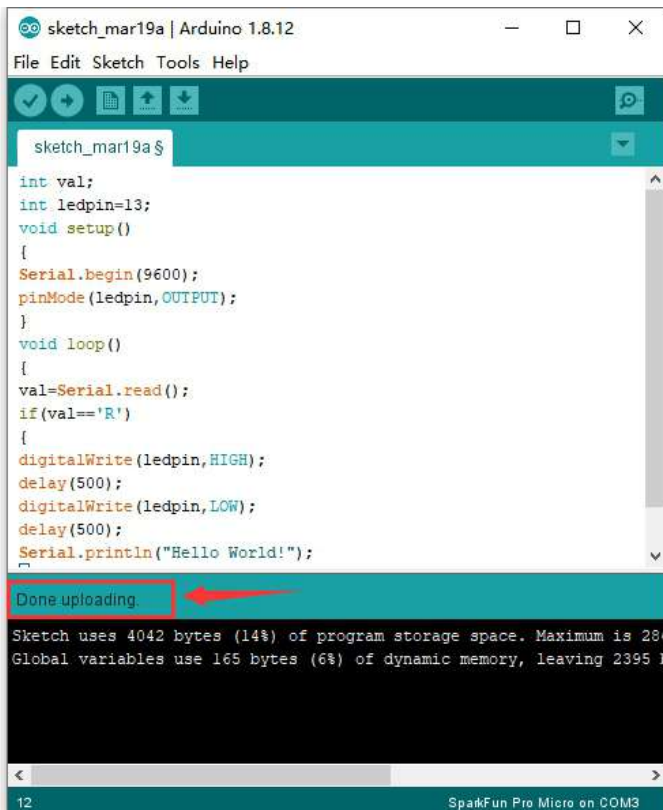 sketch_mar19a | Arduino 1.8.12
File Edit Sketch Tools Help
sketch_mar19a §
int val;
int ledpin=13;
void setup()
{
Serial.begin(9600);
pinMode(ledpin,OUTPUT);
}
void loop()
{
val=Serial.read();
if(val=='R')
{
digitalWrite(ledpin,HIGH);
delay(500);
digitalWrite(ledpin,LOW);
delay(500);
Serial.println("Hello World!");
Done uploading.
Sketch uses 4042 bytes (14%) of program storage space. Maximum is 28
Global variables use 165 bytes (6%) of dynamic memory, leaving 2395
12
SparkFun Pro Micro on COM3